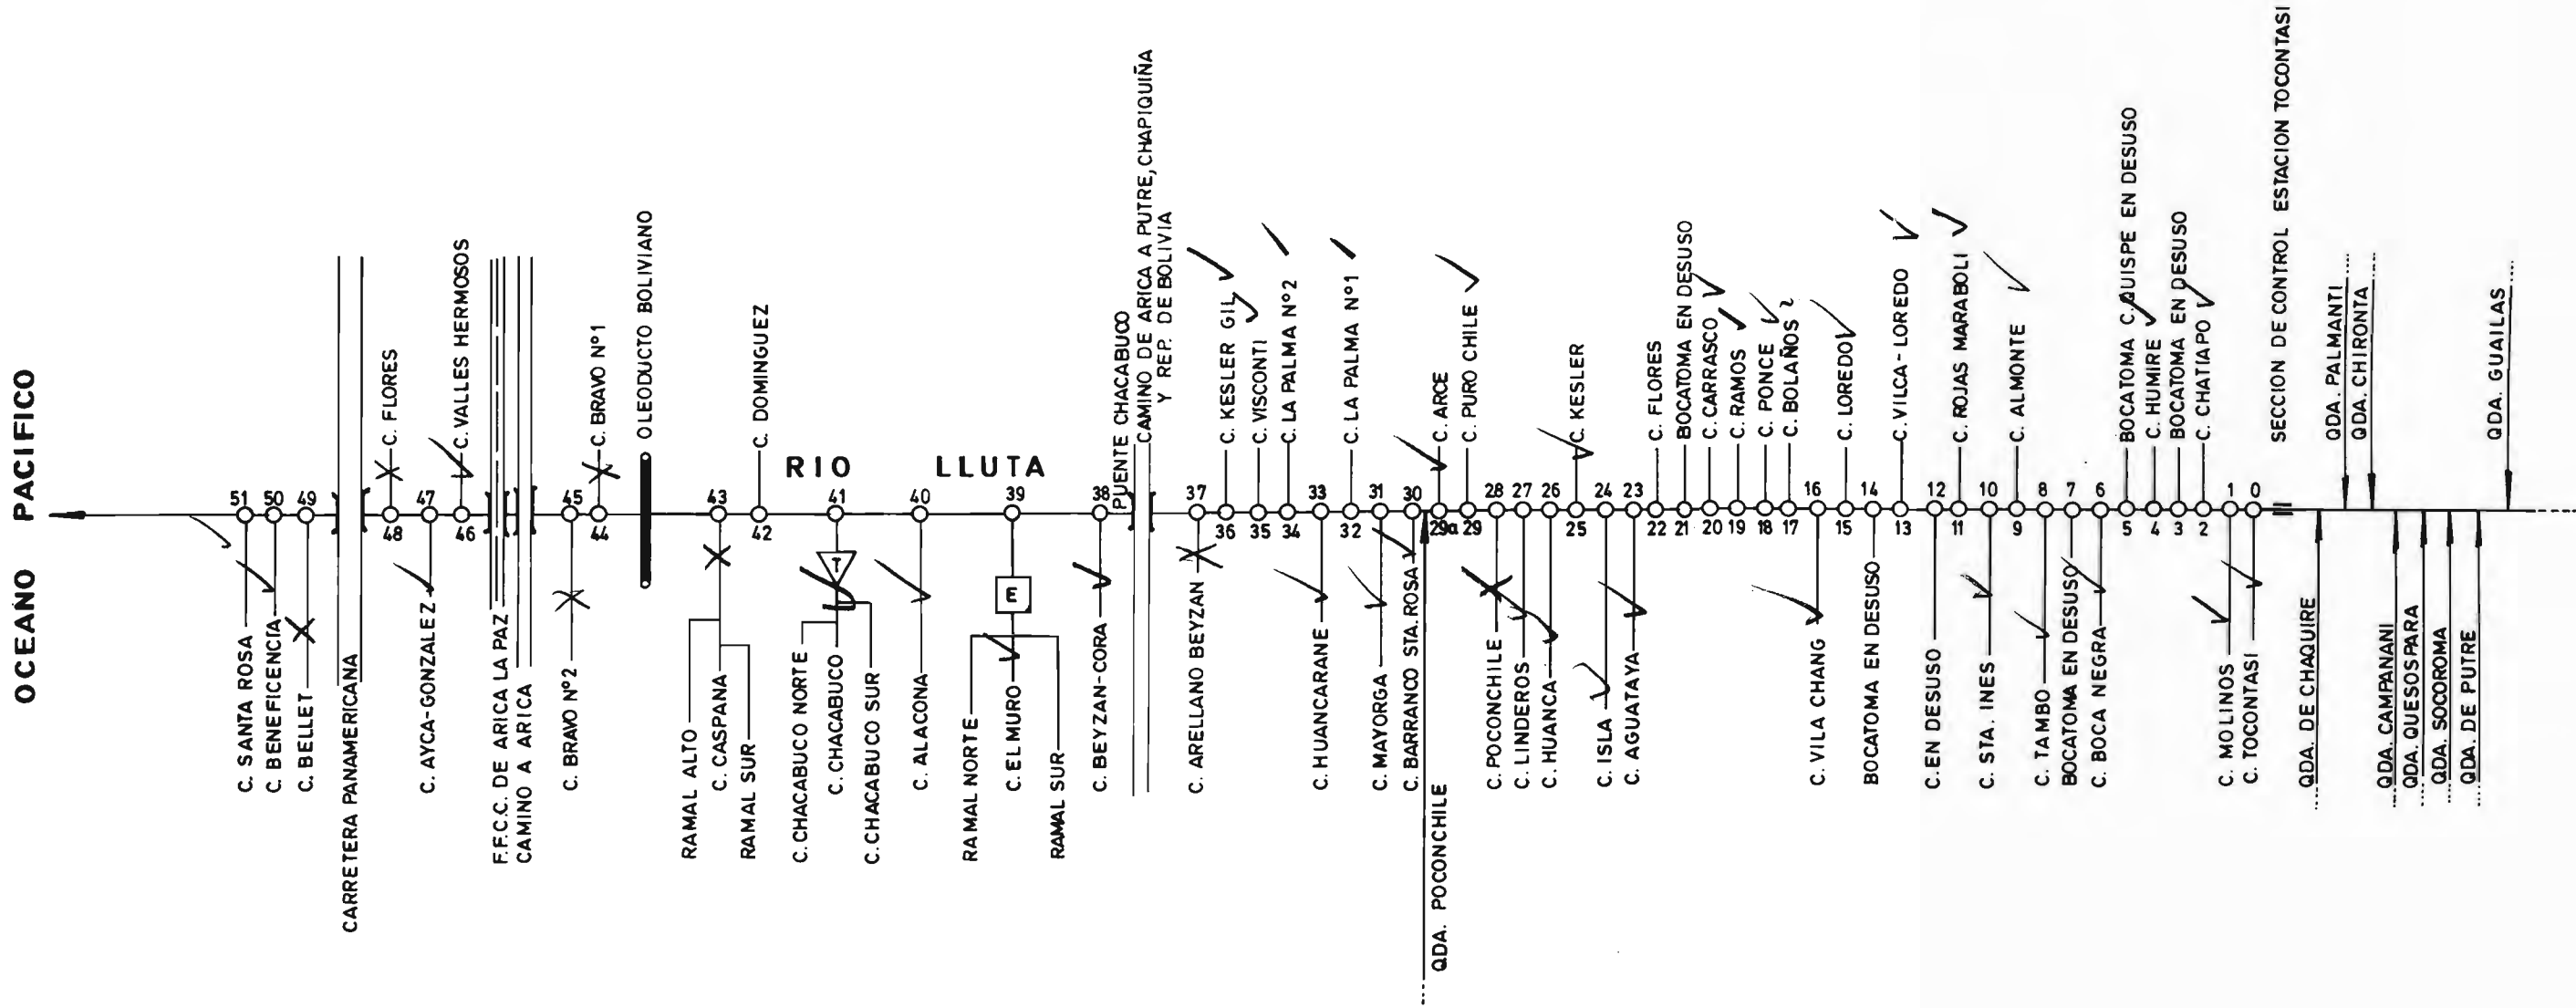 OCEANO PACIFICO
RIO LLUTA
51
C. SANTA ROSA
50
C. BENEFICENCIA
49
C. BELLET
CARRETERA PANAMERICANA
48
C. FLORES
47
C. AYCA-GONZALEZ
46
C. VALLES HERMOSOS
F.F.C.C. DE ARICA LA PAZ
CAMINO A ARICA
45
C. BRAVO Nº2
44
C. BRAVO Nº1
OLEODUCTO BOLIVIANO
43
RAMAL ALTO
C. CASPANA
RAMAL SUR
42
C. DOMINGUEZ
41
T
C. CHACABUCO NORTE
C. CHACABUCO
C. CHACABUCO SUR
40
C. ALACONA
39
E
RAMAL NORTE
C. EL MURO
RAMAL SUR
38
C. BEYZAN-CORA
PUENTE CHACABUCO
CAMINO DE ARICA A PUTRE, CHAPIQUIÑA
Y REP. DE BOLIVIA
37
C. ARELLANO BEYZAN
36
C. KESLER GIL
35
C. VISCONTI
34
C. LA PALMA Nº2
33
C. HUANCARANE
32
C. LA PALMA Nº1
31
C. MAYORGA
30
C. BARRANCO STA. ROSA
QDA. POCONCHILE
29a
C. ARCE
29
C. PURO CHILE
28
C. POCONCHILE
27
C. LINDEROS
26
C. HUANCA
25
C. KESLER
24
C. ISLA
23
C. AGUATAYA
22
C. FLORES
21
BOCATOMA EN DESUSO
20
C. CARRASCO
19
C. RAMOS
18
C. PONCE
17
C. BOLAÑOS
16
C. VILA CHANG
15
C. LOREDO
14
BOCATOMA EN DESUSO
13
C. VILCA-LOREDO
12
C. EN DESUSO
11
C. ROJAS MARABOLI
10
C. STA. INES
9
C. ALMONTE
8
C. TAMBO
7
BOCATOMA EN DESUSO
6
C. BOCA NEGRA
5
BOCATOMA C. QUISPE EN DESUSO
4
C. HUMIRE
3
BOCATOMA EN DESUSO
2
C. CHATIAPO
1
C. MOLINOS
0
C. TOCONTASI
SECCION DE CONTROL ESTACION TOCONTASI
QDA. DE CHAQUIRE
QDA. PALMANTI
QDA. CHIRONTA
QDA. CAMPANANI
QDA. QUESOSPARA
QDA. SOCOROMA
QDA. DE PUTRE
QDA. GUAILAS